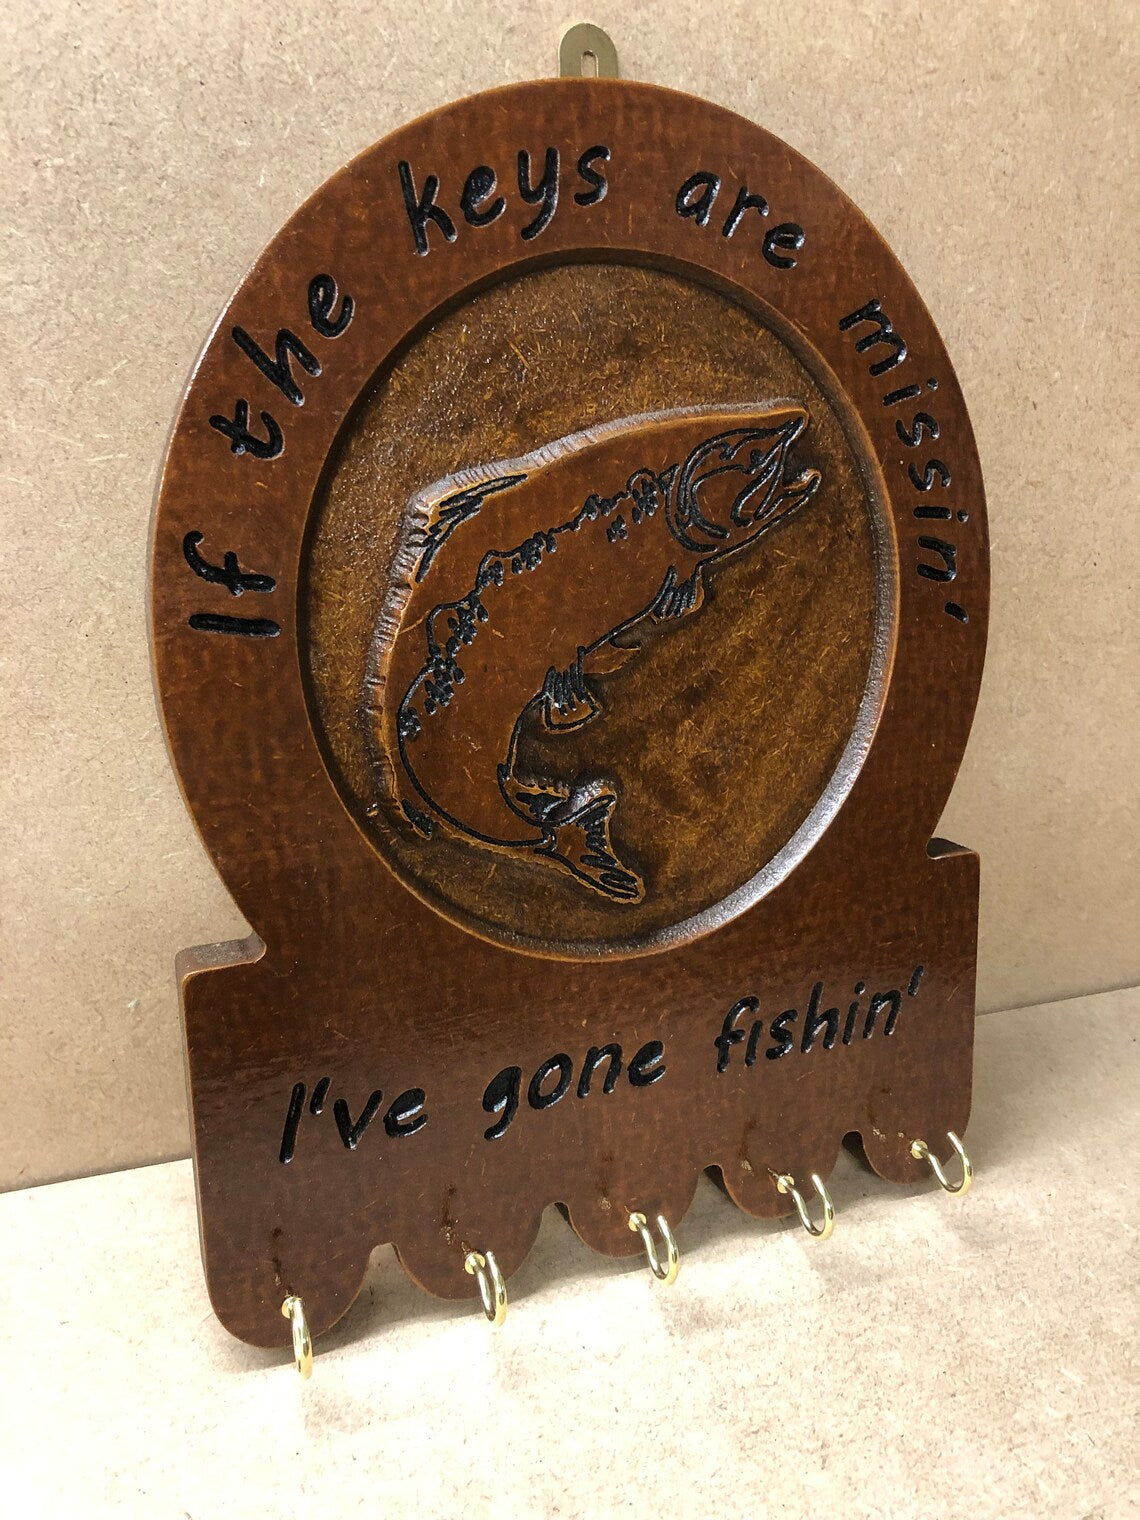 If the keys are missin'
I've gone fishin'